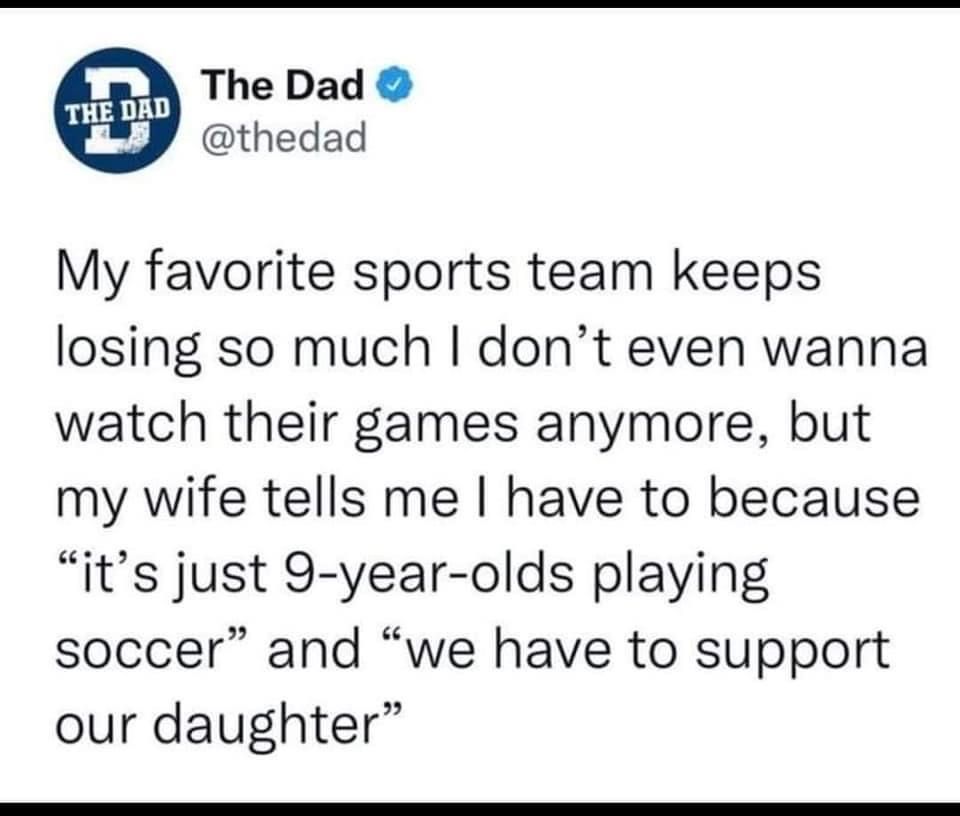 THE DAD
The Dad
@thedad
My favorite sports team keeps
losing so much I don’t even wanna
watch their games anymore, but
my wife tells me I have to because
“it’s just 9-year-olds playing
soccer” and “we have to support
our daughter”